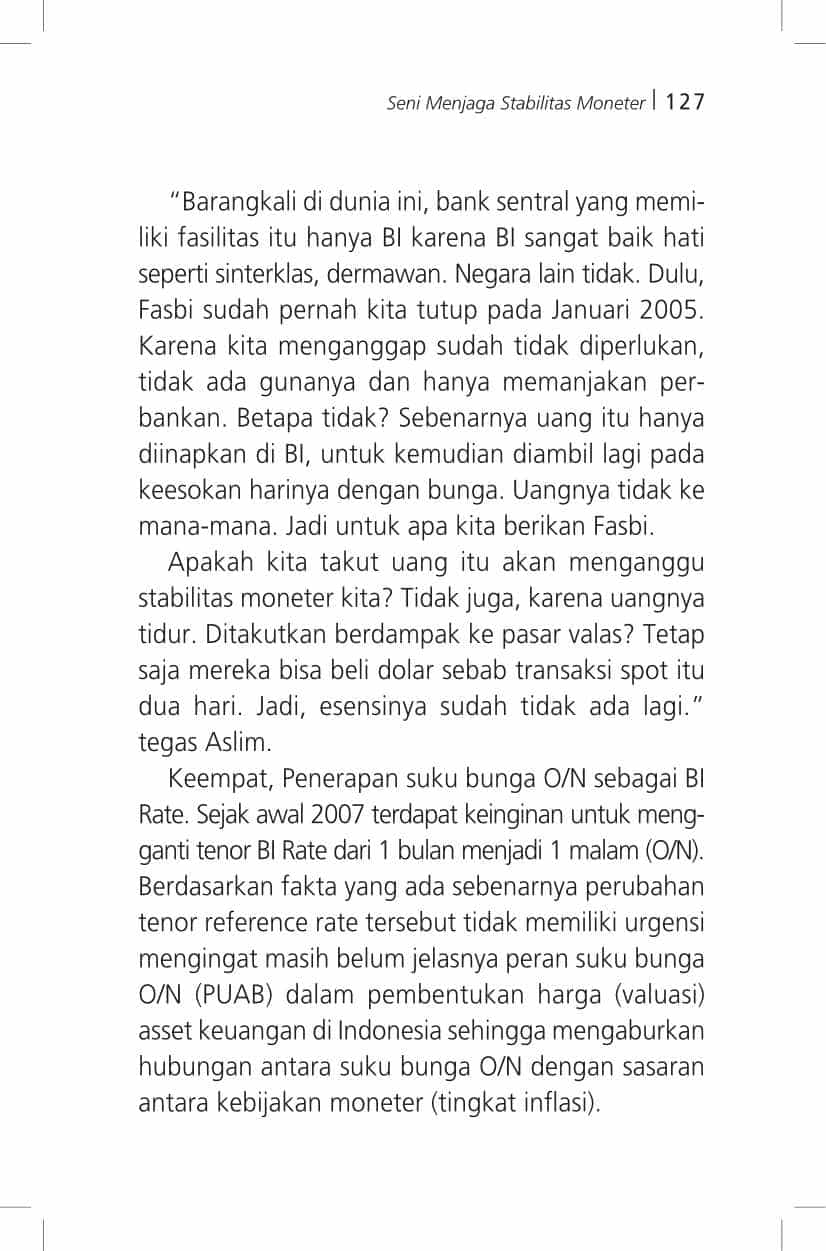 Seni Menjaga Stabilitas Moneter | 127
“Barangkali di dunia ini, bank sentral yang memi-
liki fasilitas itu hanya BI karena BI sangat baik hati
seperti sinterklas, dermawan. Negara lain tidak. Dulu,
Fasbi sudah pernah kita tutup pada Januari 2005.
Karena kita menganggap sudah tidak diperlukan,
tidak ada gunanya dan hanya memanjakan per-
bankan. Betapa tidak? Sebenarnya uang itu hanya
diinapkan di BI, untuk kemudian diambil lagi pada
keesokan harinya dengan bunga. Uangnya tidak ke
mana-mana. Jadi untuk apa kita berikan Fasbi.
Apakah kita takut uang itu akan menganggu
stabilitas moneter kita? Tidak juga, karena uangnya
tidur. Ditakutkan berdampak ke pasar valas? Tetap
saja mereka bisa beli dolar sebab transaksi spot itu
dua hari. Jadi, esensinya sudah tidak ada lagi.”
tegas Aslim.
Keempat, Penerapan suku bunga O/N sebagai BI
Rate. Sejak awal 2007 terdapat keinginan untuk meng-
ganti tenor BI Rate dari 1 bulan menjadi 1 malam (O/N).
Berdasarkan fakta yang ada sebenarnya perubahan
tenor reference rate tersebut tidak memiliki urgensi
mengingat masih belum jelasnya peran suku bunga
O/N (PUAB) dalam pembentukan harga (valuasi)
asset keuangan di Indonesia sehingga mengaburkan
hubungan antara suku bunga O/N dengan sasaran
antara kebijakan moneter (tingkat inflasi).